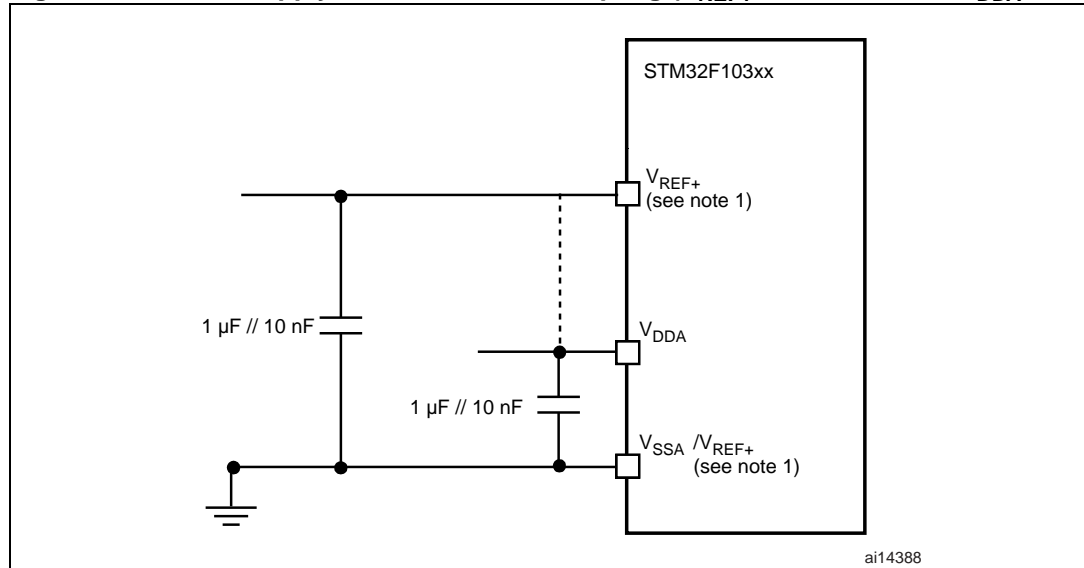 STM32F103xx
VREF+
(see note 1)
1 µF // 10 nF
VDDA
1 µF // 10 nF
VSSA /VREF+
(see note 1)
ai14388